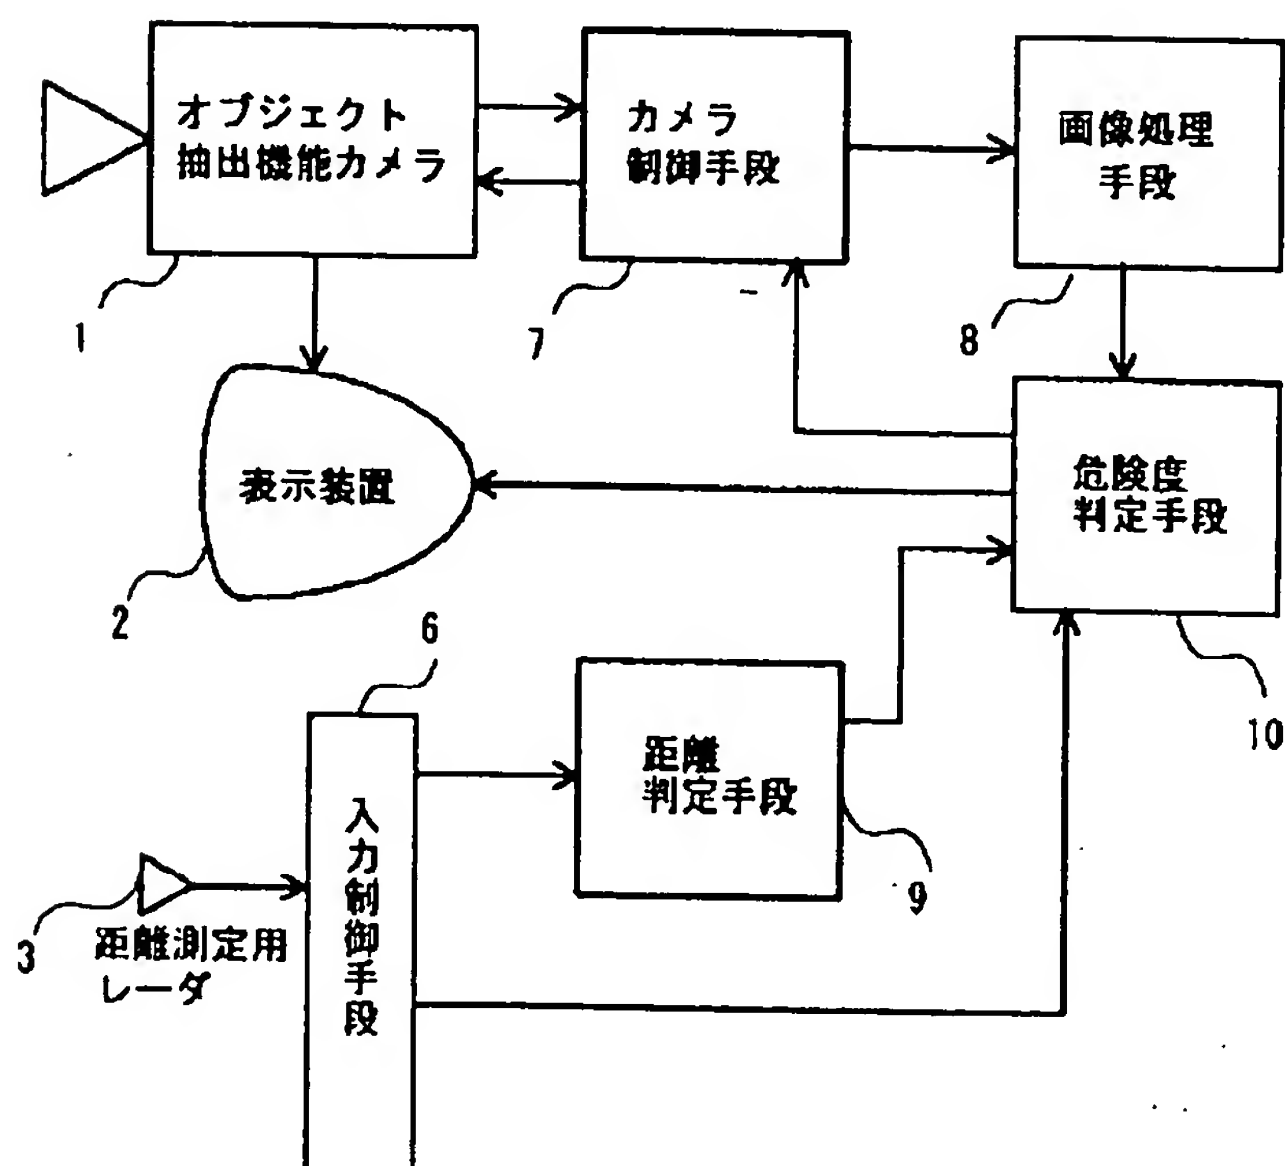 オブジェクト
抽出機能カメラ
カメラ
制御手段
画像処理
手段
1
7
8
表示装置
危険度
判定手段
2
6
10
距離
判定手段
入力制御手段
3
距離測定用
レーダ
9